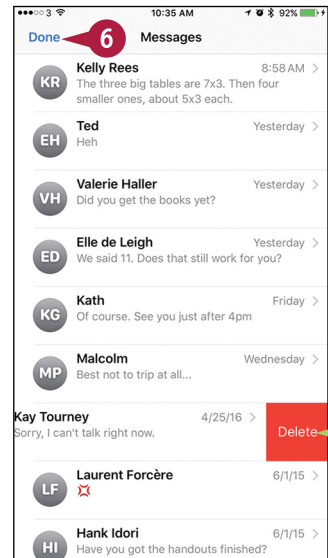 3 10:35 AM 92%
Done 6 Messages
KR Kelly Rees 8:58 AM
The three big tables are 7x3. Then four
smaller ones, about 5x3 each.
EH Ted Yesterday
Heh
VH Valerie Haller Yesterday
Did you get the books yet?
ED Elle de Leigh Yesterday
We said 11. Does that still work for you?
KG Kath Friday
Of course. See you just after 4pm
MP Malcolm Wednesday
Best not to trip at all...
Kay Tourney 4/25/16 Delete
Sorry, I can't talk right now.
LF Laurent Forcère 6/1/15
💢
HI Hank Idori 6/1/15
Have you got the handouts finished?